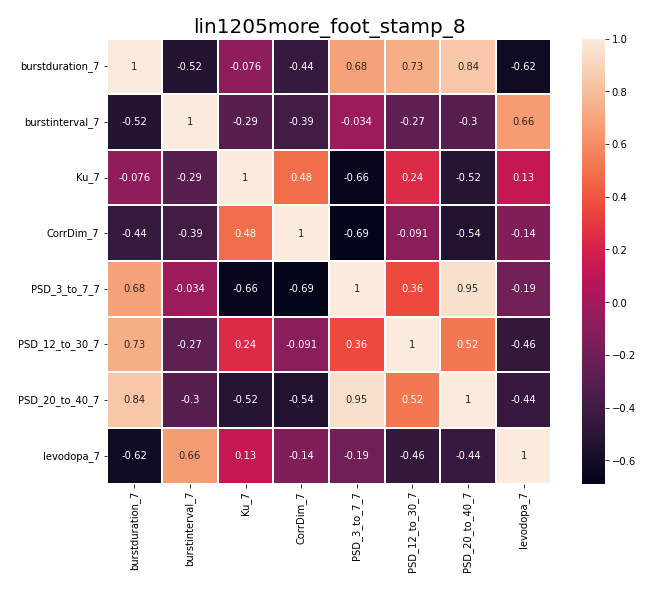 lin1205more_foot_stamp_8
burstduration_7 1 -0.52 -0.076 -0.44 0.68 0.73 0.84 -0.62
burstinterval_7 -0.52 1 -0.29 -0.39 -0.034 -0.27 -0.3 0.66
Ku_7 -0.076 -0.29 1 0.48 -0.66 0.24 -0.52 0.13
CorrDim_7 -0.44 -0.39 0.48 1 -0.69 -0.091 -0.54 -0.14
PSD_3_to_7_7 0.68 -0.034 -0.66 -0.69 1 0.36 0.95 -0.19
PSD_12_to_30_7 0.73 -0.27 0.24 -0.091 0.36 1 0.52 -0.46
PSD_20_to_40_7 0.84 -0.3 -0.52 -0.54 0.95 0.52 1 -0.44
levodopa_7 -0.62 0.66 0.13 -0.14 -0.19 -0.46 -0.44 1
burstduration_7
burstinterval_7
Ku_7
CorrDim_7
PSD_3_to_7_7
PSD_12_to_30_7
PSD_20_to_40_7
levodopa_7
1.0
0.8
0.6
0.4
0.2
0.0
−0.2
−0.4
−0.6